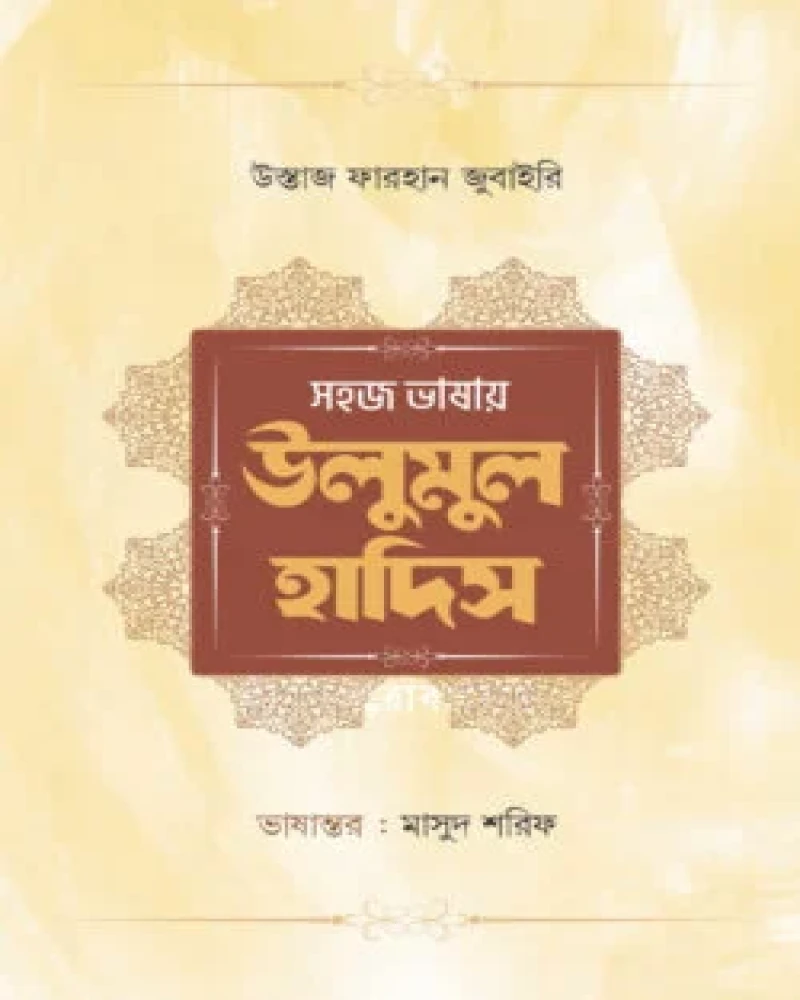 উস্তাজ ফারহান জুবাইরি
সহজ ভাষায়
উলুমুল
হাদিস
ভাষান্তর : মাসুদ শরিফ